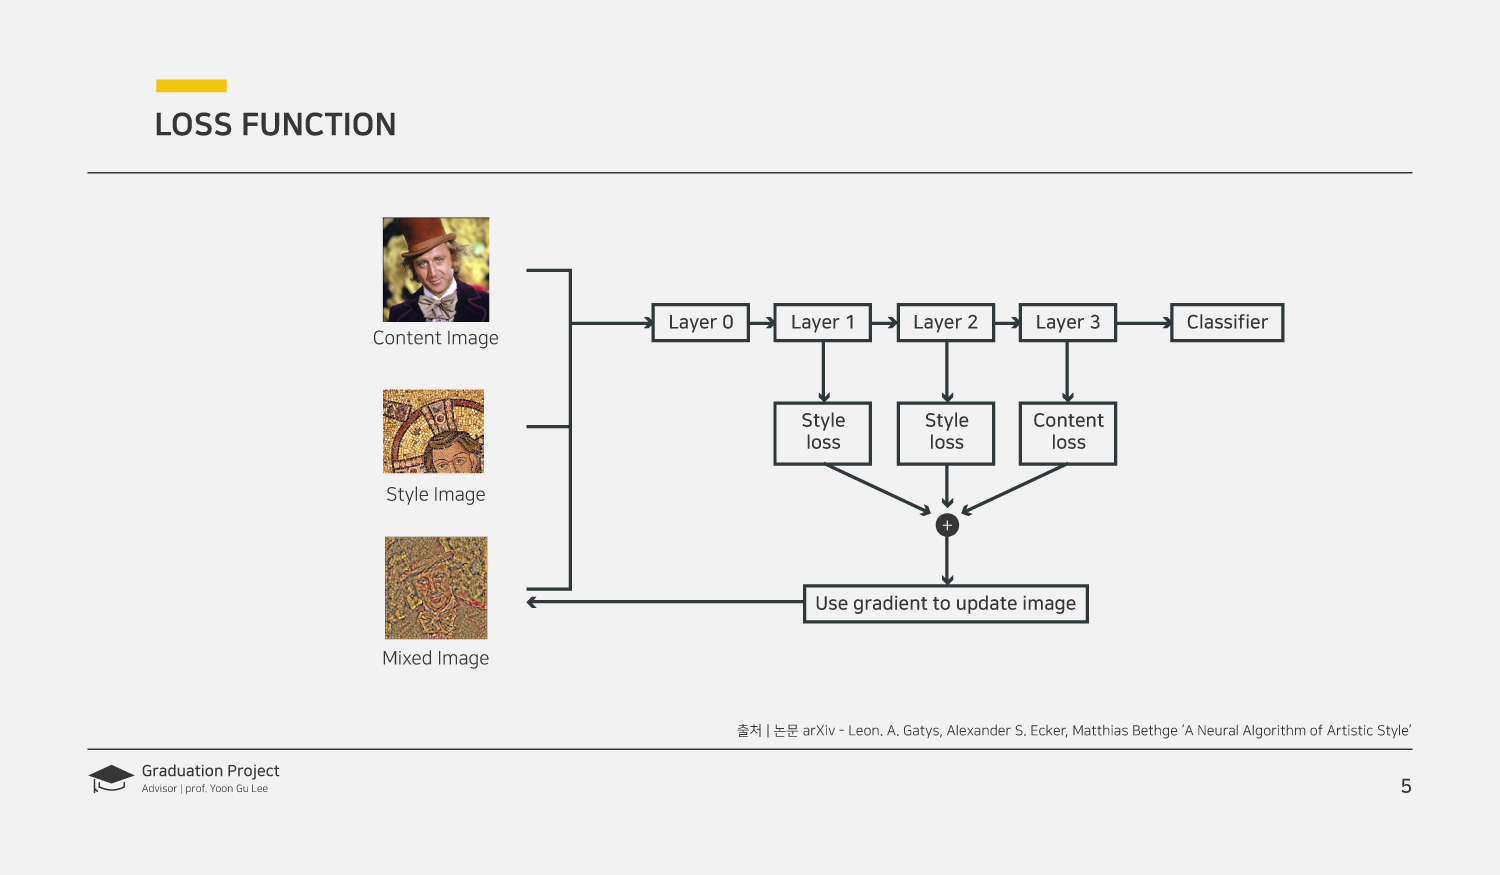 LOSS FUNCTION
Content Image
Style Image
Mixed Image
Layer 0
Layer 1
Layer 2
Layer 3
Classifier
Style
loss
Style
loss
Content
loss
+
Use gradient to update image
출처 | 논문 arXiv - Leon. A. Gatys, Alexander S. Ecker, Matthias Bethge ‘A Neural Algorithm of Artistic Style’
Graduation Project
Advisor | prof. Yoon Gu Lee
5